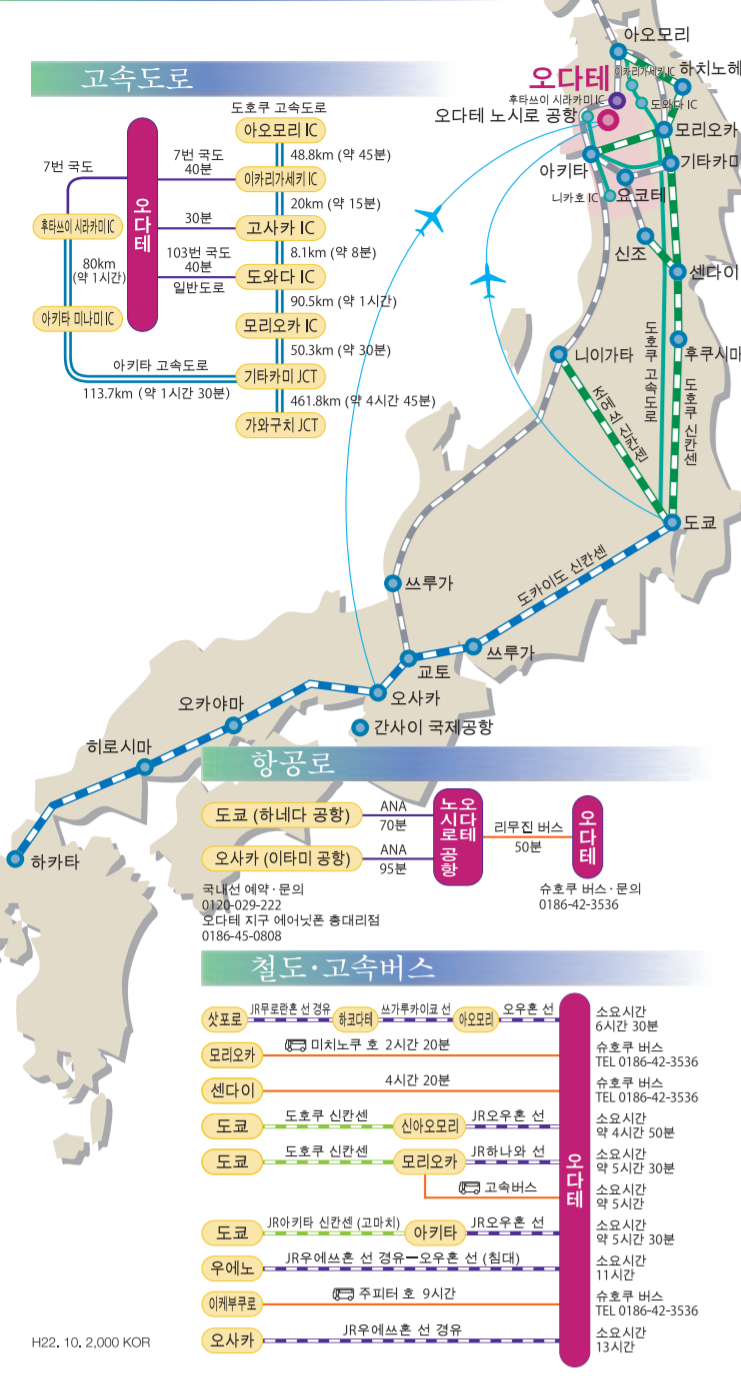 고속도로
도호쿠 고속도로
아오모리 IC
48.8km (약 45분)
7번 국도
7번 국도
40분
이카리가세키 IC
20km (약 15분)
오다테
후타쓰이 시라카미 IC
30분
고사카 IC
8.1km (약 8분)
80km
(약 1시간)
103번 국도
40분
일반도로
도와다 IC
90.5km (약 1시간)
아키타 미나미 IC
모리오카 IC
50.3km (약 30분)
아키타 고속도로
기타카미 JCT
113.7km (약 1시간 30분)
461.8km (약 4시간 45분)
가와구치 JCT
아오모리
오다테
이카리가세키 IC
하치노헤
후타쓰이 시라카미 IC
도와다 IC
오다테 노시로 공항
모리오카
아키타
기타카미
니카호 IC
요코테
신조
센다이
니이가타
후쿠시마
도호쿠 고속도로
도호쿠 신칸센
조에쓰 신칸센
도쿄
도카이도 신칸센
쓰루가
쓰루가
교토
오사카
오카야마
간사이 국제공항
히로시마
하카타
항공로
도쿄 (하네다 공항)
ANA
70분
오다테
노시로 공항
리무진 버스
50분
오다테
오사카 (이타미 공항)
ANA
95분
국내선 예약 · 문의
0120-029-222
오다테 지구 에어닛폰 총대리점
0186-45-0808
슈호쿠 버스 · 문의
0186-42-3536
철도·고속버스
삿포로 JR무로란혼 선 경유 하코다테 쓰가루카이쿄 선 아오모리 오우혼 선
소요시간
6시간 30분
모리오카 미치노쿠 호 2시간 20분
슈호쿠 버스
TEL 0186-42-3536
센다이 4시간 20분
슈호쿠 버스
TEL 0186-42-3536
도쿄 도호쿠 신칸센 신아오모리 JR오우혼 선
소요시간
약 4시간 50분
도쿄 도호쿠 신칸센 모리오카 JR하나와 선
소요시간
약 5시간 30분
고속버스
소요시간
약 5시간
오다테
도쿄 JR아키타 신칸센 (고마치) 아키타 JR오우혼 선
소요시간
약 5시간 30분
우에노 JR우에쓰혼 선 경유ー오우혼 선 (침대)
소요시간
11시간
이케부쿠로 주피터 호 9시간
슈호쿠 버스
TEL 0186-42-3536
오사카 JR우에쓰혼 선 경유
소요시간
13시간
H22. 10. 2,000 KOR